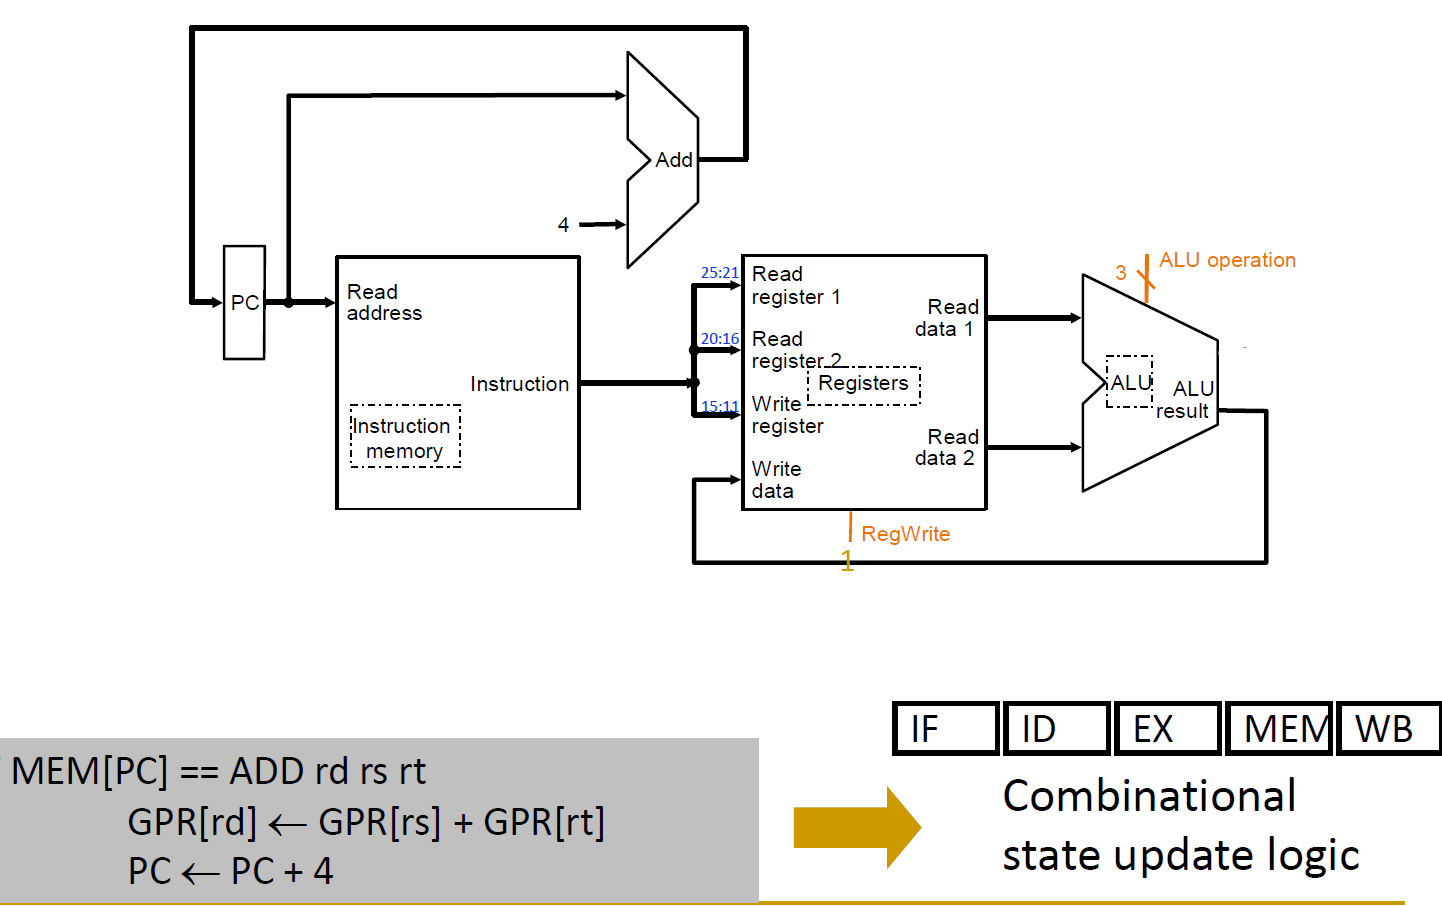 Add
4
PC
Read
address
Instruction
Instruction
memory
25:21
Read
register 1
20:16
Read
register 2
Registers
15:11
Write
register
Write
data
Read
data 1
Read
data 2
RegWrite
1
3
ALU operation
ALU
ALU
result
IF ID EX MEM WB
MEM[PC] == ADD rd rs rt
GPR[rd] ← GPR[rs] + GPR[rt]
PC ← PC + 4
Combinational
state update logic